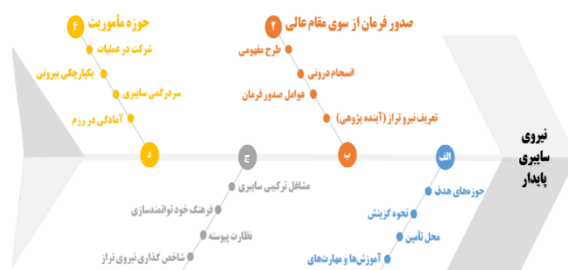 صدور فرمان از سوی مقام عالی
۲
طرح مفهومی
انسجام درونی
عوامل صدور فرمان
تعریف نیرو تراز (آینده پژوهی)
حوزه مأموریت
۴
شرکت در عملیات
یکپارچگی بیرونی
سردرگمی سایبری
آمادگی در رزم
نیروی
سایبری
پایدار
الف
ب
ج
د
حوزه‌های هدف
نحوه گزینش
محل تأمین
آموزش‌ها و مهارت‌های
مشاغل ترکیبی سایبری
فرهنگ خود توانمندسازی
نظارت پیوسته
شاخص گذاری نیروی تراز